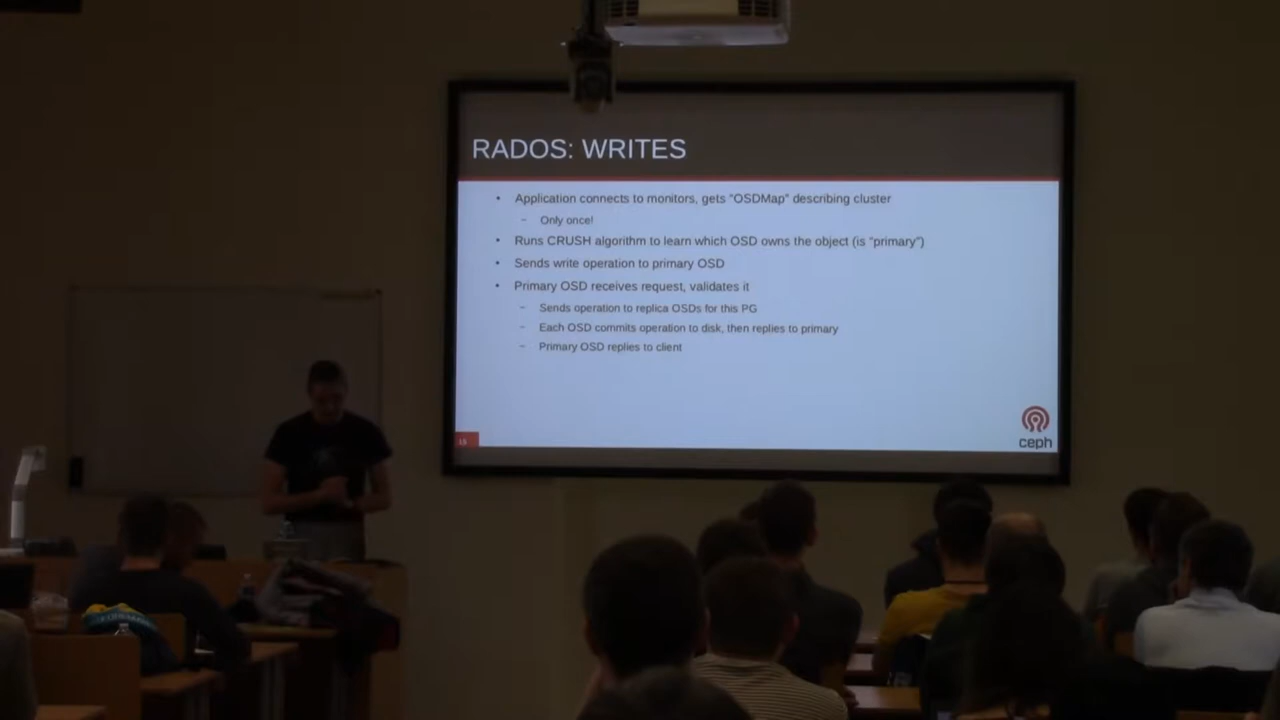 RADOS: WRITES
• Application connects to monitors, gets "OSDMap" describing cluster
– Only once!
• Runs CRUSH algorithm to learn which OSD owns the object (is "primary")
• Sends write operation to primary OSD
• Primary OSD receives request, validates it
– Sends operation to replica OSDs for this PG
– Each OSD commits operation to disk, then replies to primary
– Primary OSD replies to client
ceph